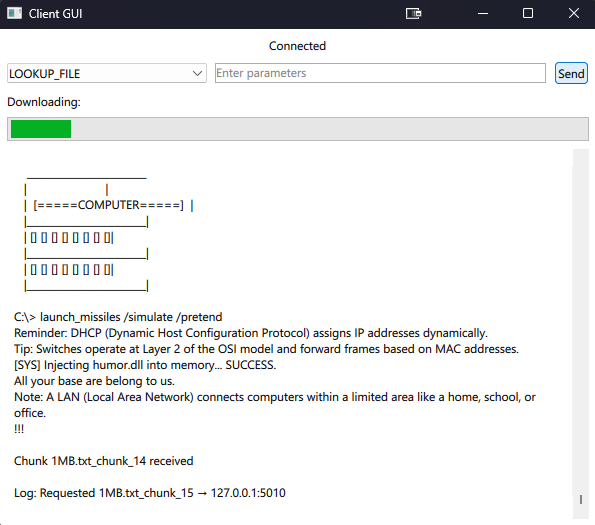 Client GUI
Connected
LOOKUP_FILE
Enter parameters
Send
Downloading:
____________________
|                          |
|  [=====COMPUTER=====]  |
|____________________|
| [] [] [] [] [] [] [] []|
|____________________|
| [] [] [] [] [] [] [] []|
|____________________|
C:\> launch_missiles /simulate /pretend
Reminder: DHCP (Dynamic Host Configuration Protocol) assigns IP addresses dynamically.
Tip: Switches operate at Layer 2 of the OSI model and forward frames based on MAC addresses.
[SYS] Injecting humor.dll into memory... SUCCESS.
All your base are belong to us.
Note: A LAN (Local Area Network) connects computers within a limited area like a home, school, or
office.
!!!
Chunk 1MB.txt_chunk_14 received
Log: Requested 1MB.txt_chunk_15 → 127.0.0.1:5010